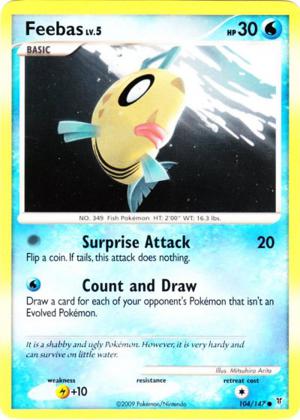 Feebas LV.5 HP 30
BASIC
NO. 349 Fish Pokémon HT: 2'00" WT: 16.3 lbs.
Surprise Attack 20
Flip a coin. If tails, this attack does nothing.
Count and Draw
Draw a card for each of your opponent's Pokémon that isn't an
Evolved Pokémon.
It is a shabby and ugly Pokémon. However, it is very hardy and
can survive on little water.
Illus. Mitsuhiro Arita
weakness resistance retreat cost
+10
©2009 Pokémon/Nintendo 104/147